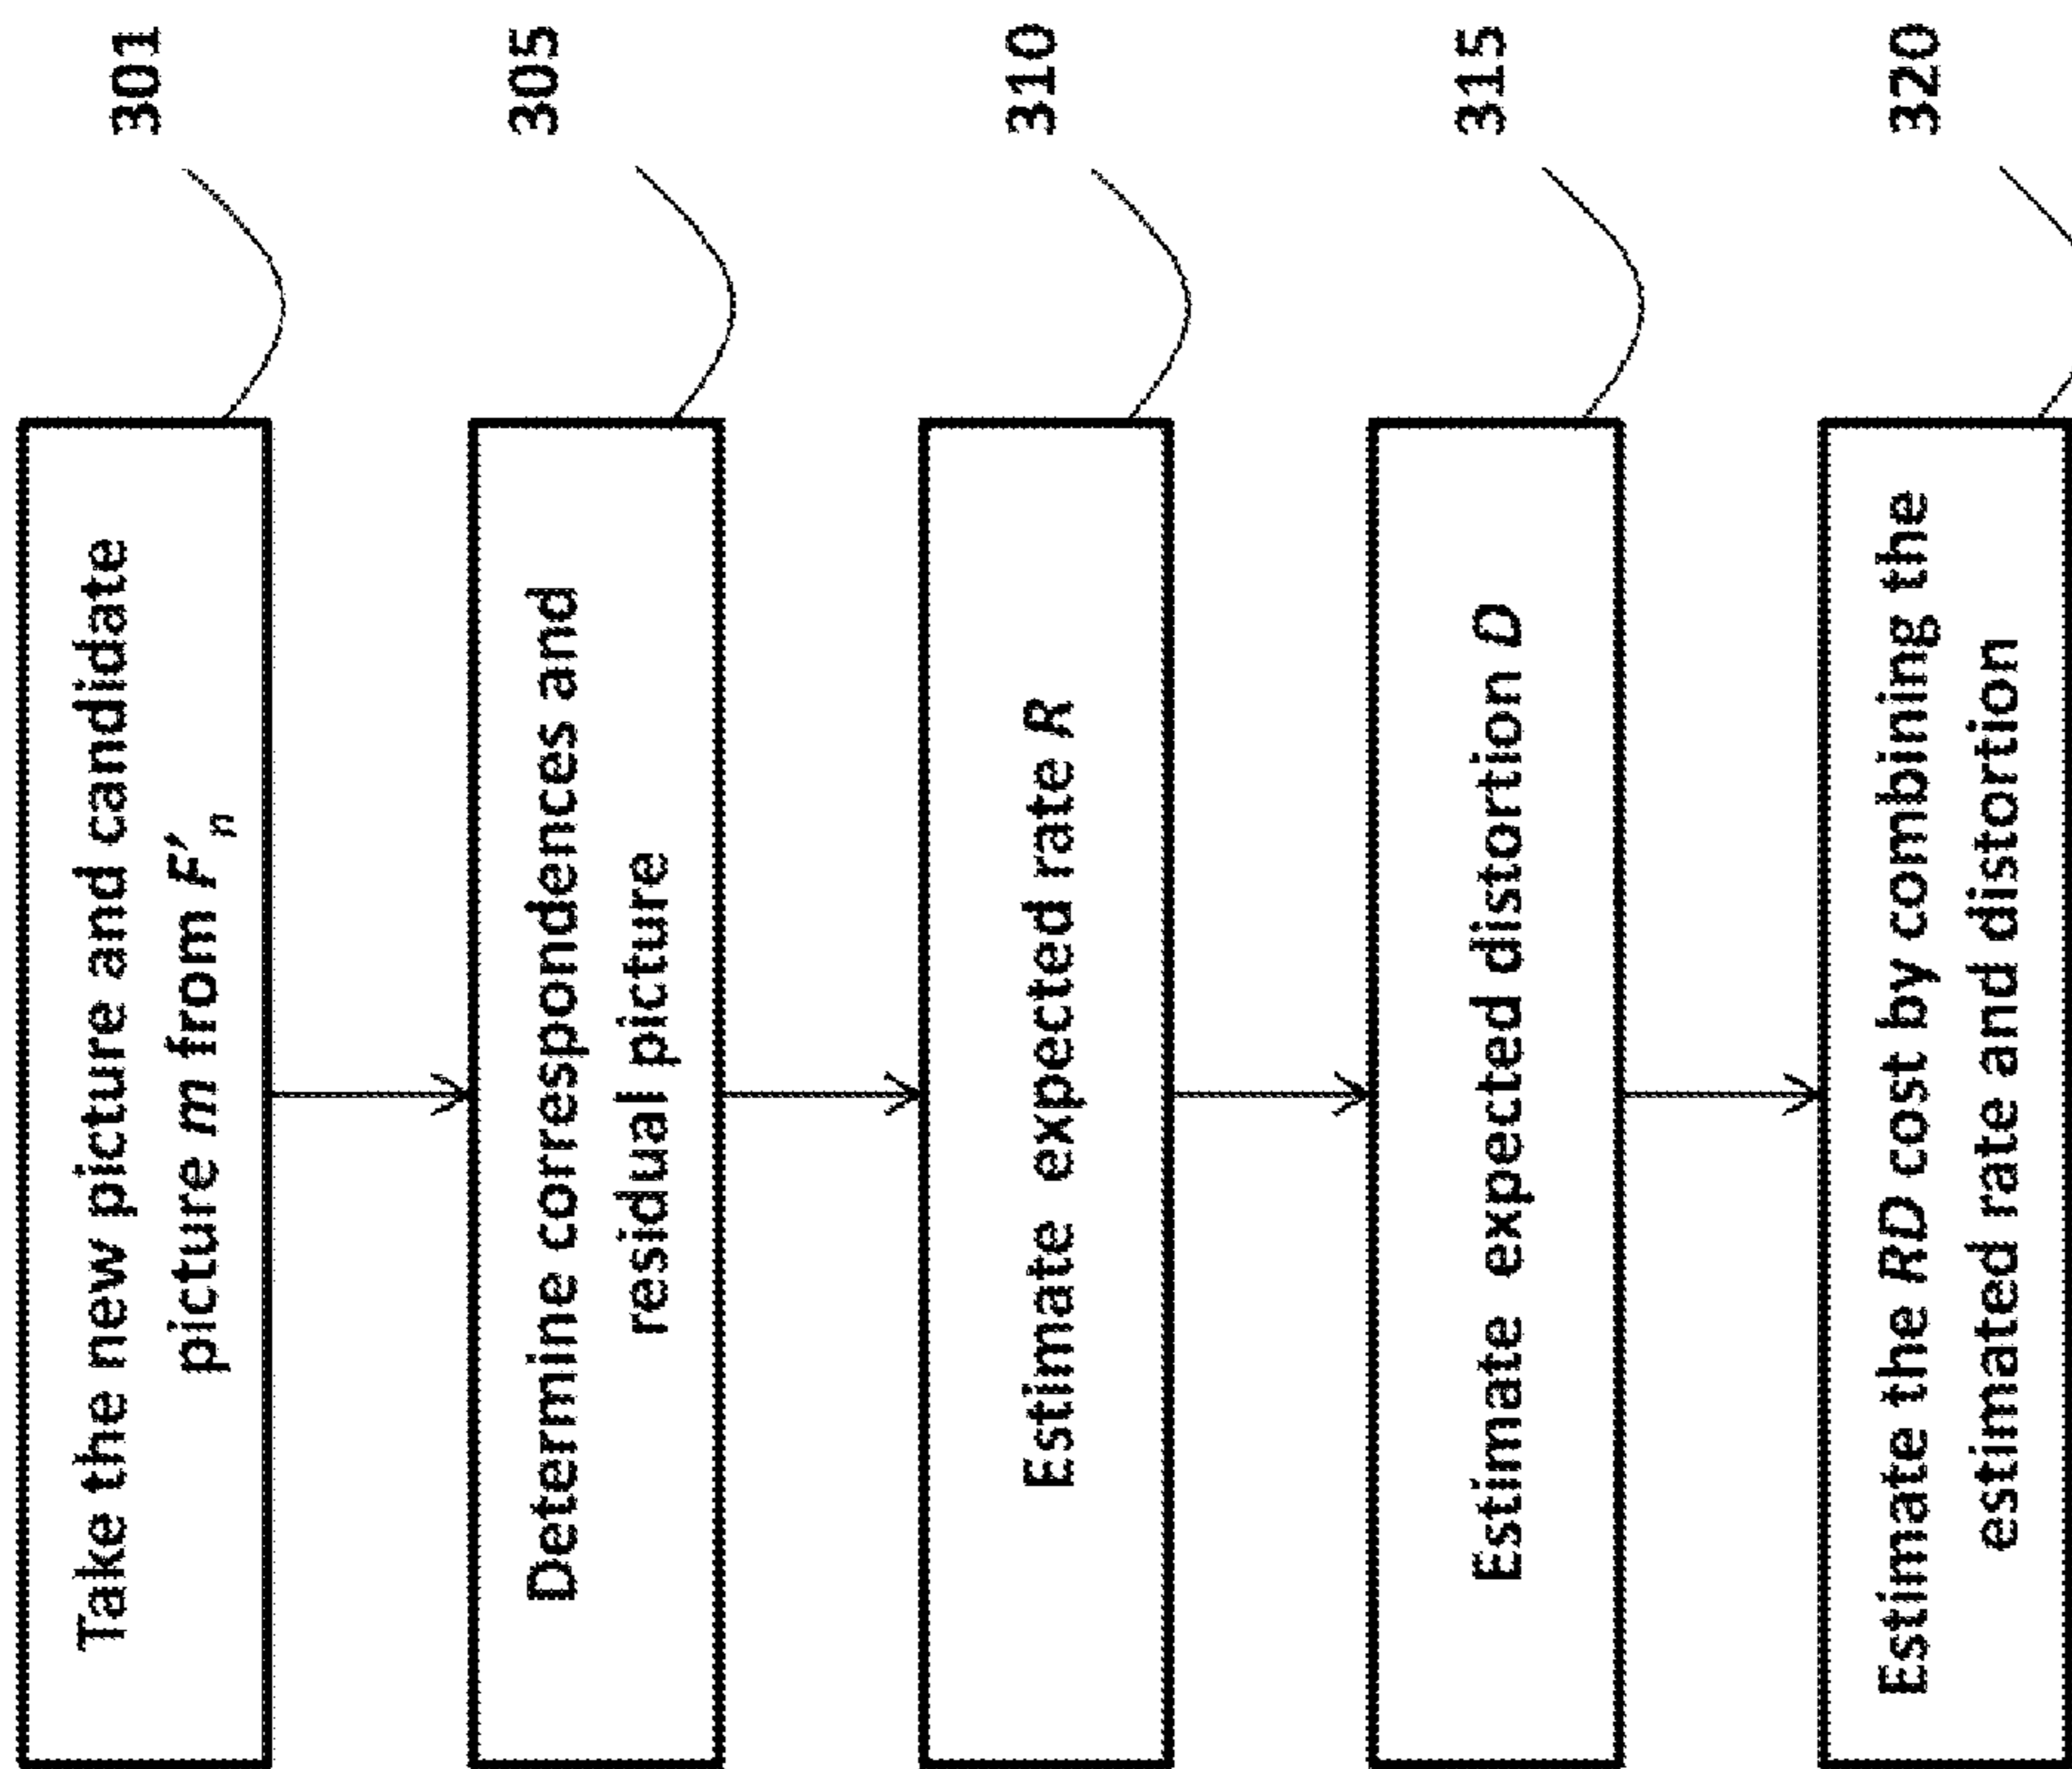 Take the new picture and candidate
picture m from F'n
301
Determine correspondences and
residual picture
305
Estimate expected rate R
310
Estimate expected distortion D
315
Estimate the RD cost by combining the
estimated rate and distortion
320